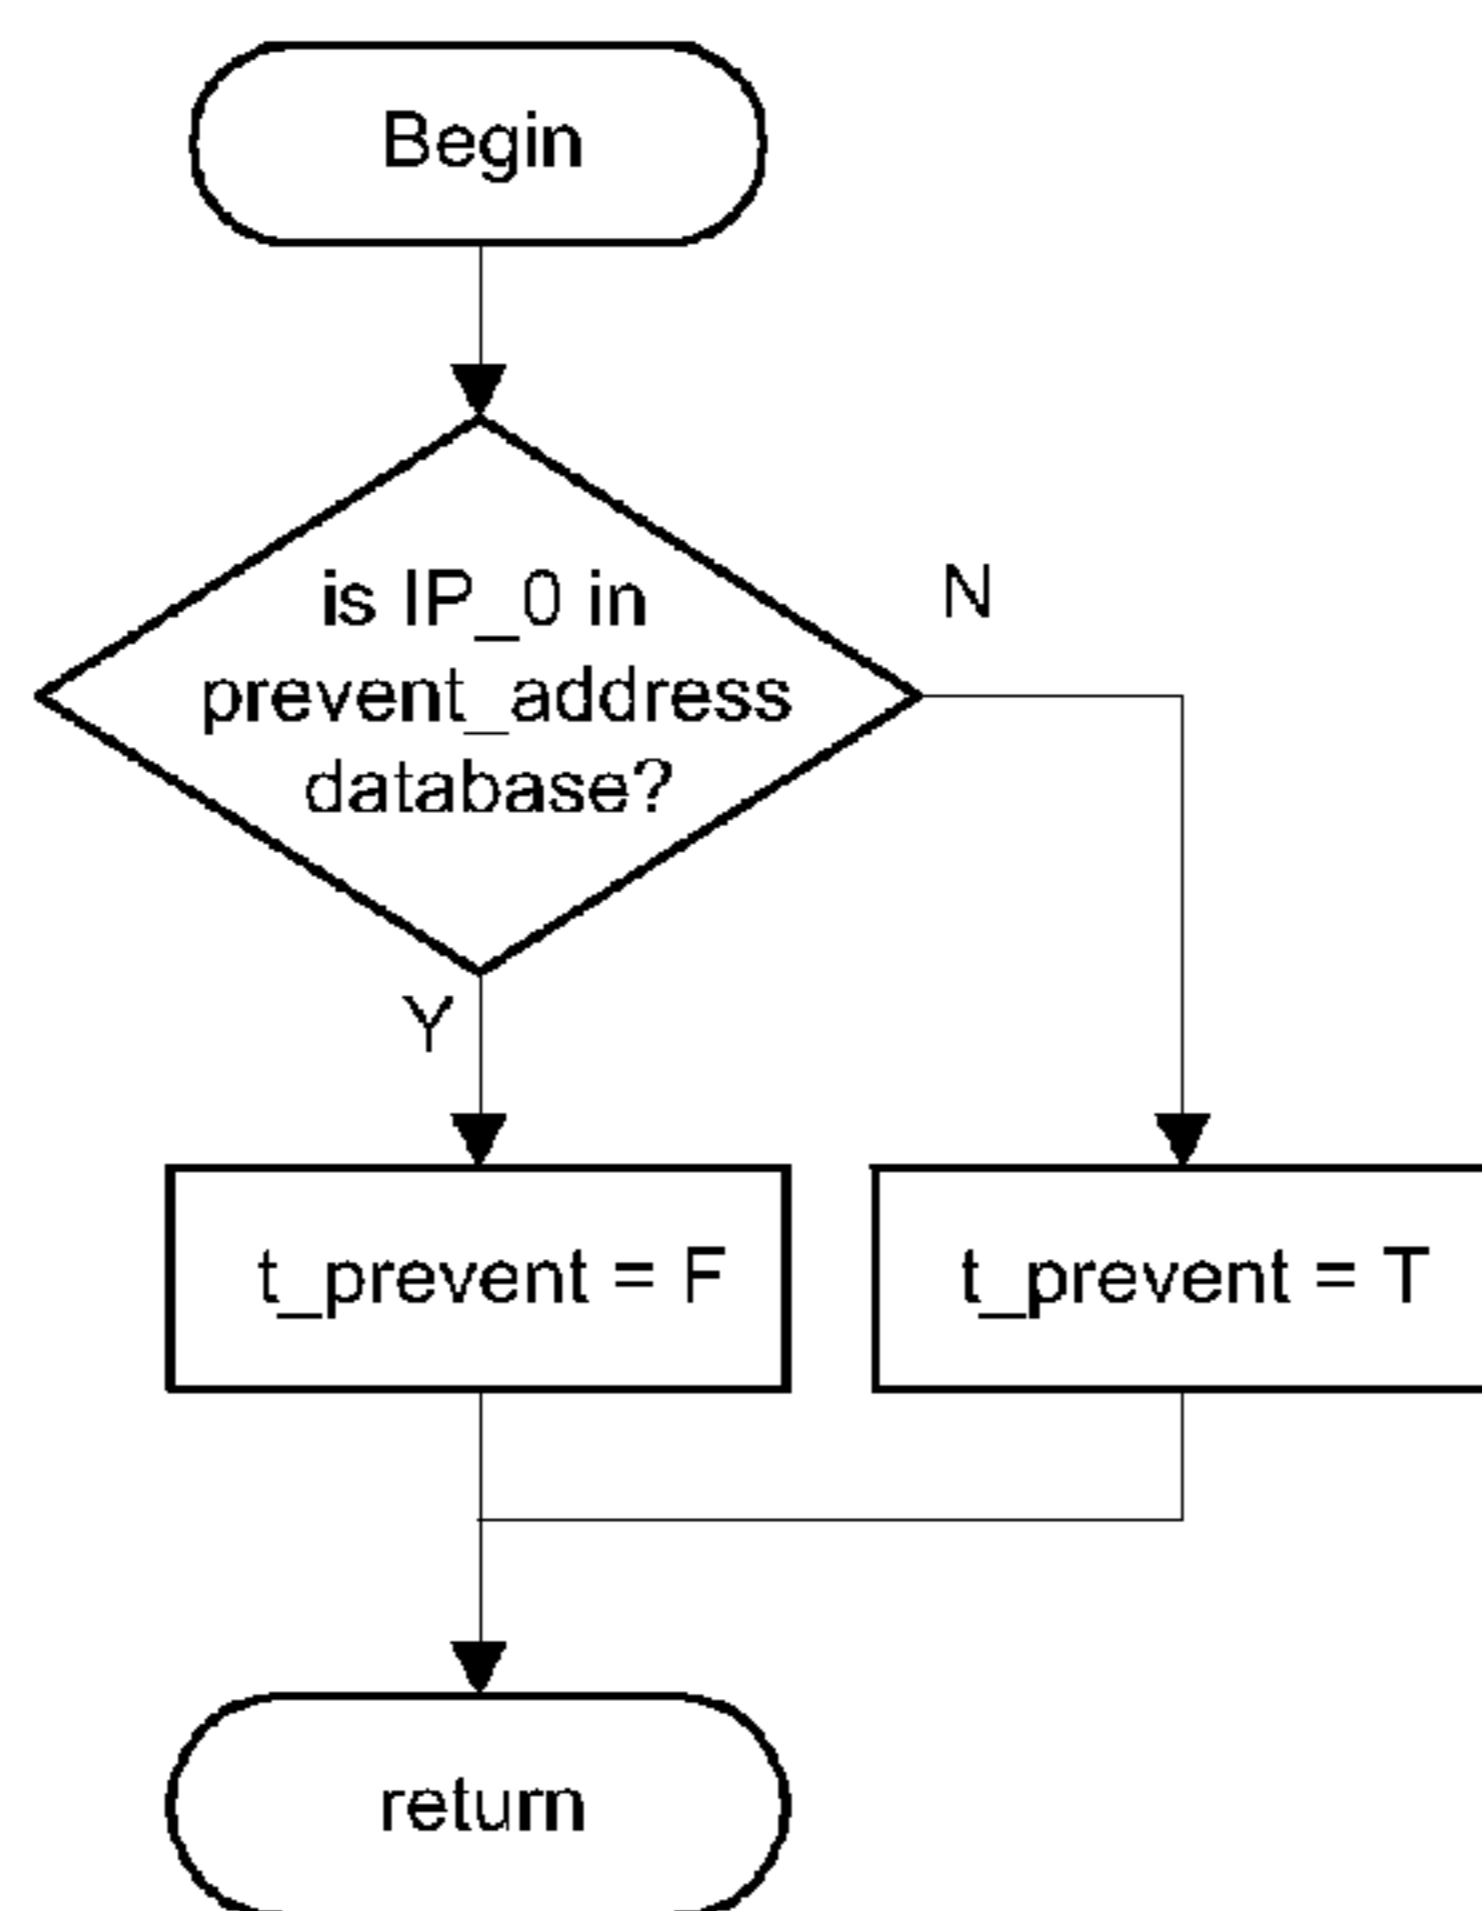 Begin
is IP_0 in
prevent_address
database?
N
Y
t_prevent = F
t_prevent = T
return